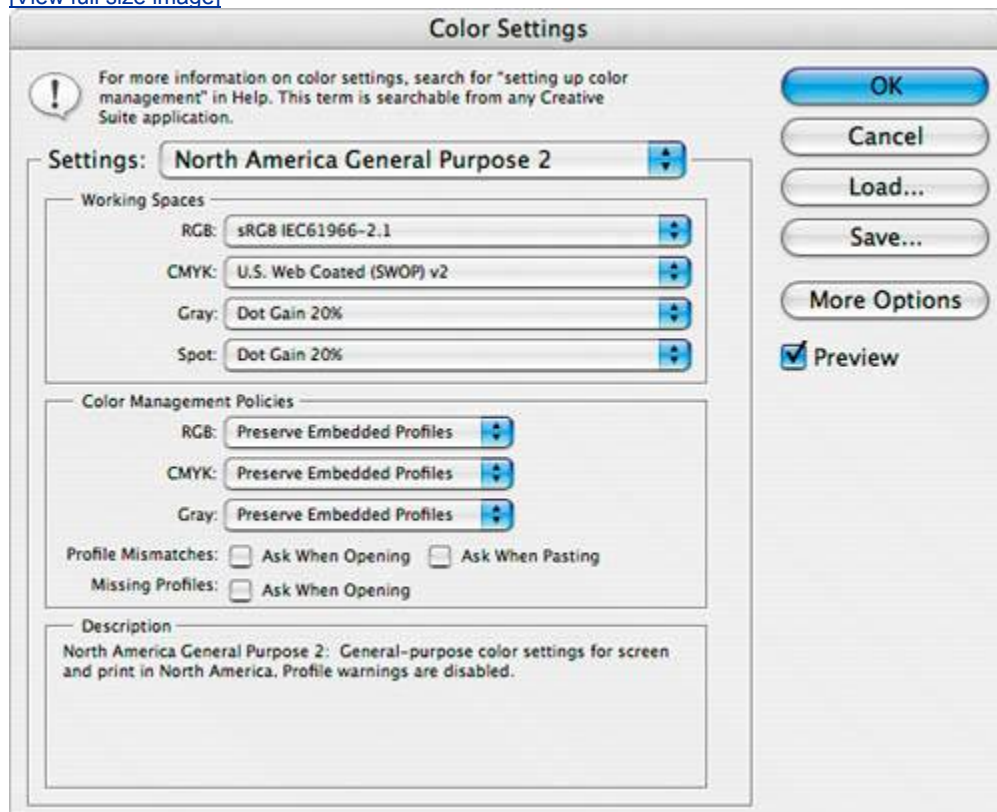 [View full size image]
Color Settings
For more information on color settings, search for "setting up color
management" in Help. This term is searchable from any Creative
Suite application.
OK
Cancel
Load...
Save...
More Options
Preview
Settings: North America General Purpose 2
Working Spaces
RGB: sRGB IEC61966-2.1
CMYK: U.S. Web Coated (SWOP) v2
Gray: Dot Gain 20%
Spot: Dot Gain 20%
Color Management Policies
RGB: Preserve Embedded Profiles
CMYK: Preserve Embedded Profiles
Gray: Preserve Embedded Profiles
Profile Mismatches: Ask When Opening Ask When Pasting
Missing Profiles: Ask When Opening
Description
North America General Purpose 2: General-purpose color settings for screen
and print in North America. Profile warnings are disabled.